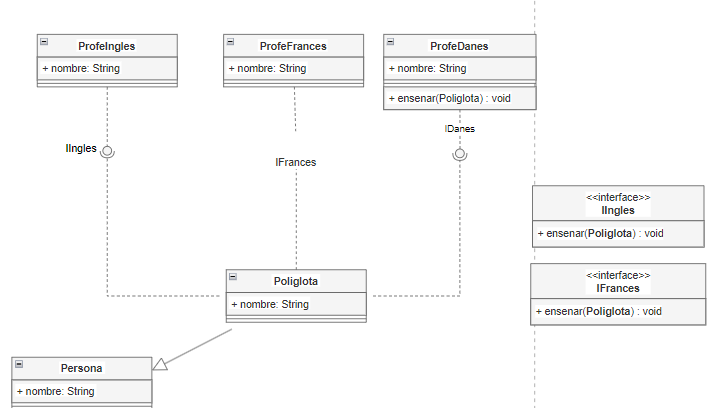 ProfeIngles
+ nombre: String
ProfeFrances
+ nombre: String
ProfeDanes
+ nombre: String
+ ensenar(Poliglota) : void
IIngles
IFrances
IDanes
<<interface>>
IIngles
+ ensenar(Poliglota) : void
<<interface>>
IFrances
+ ensenar(Poliglota) : void
Poliglota
+ nombre: String
Persona
+ nombre: String